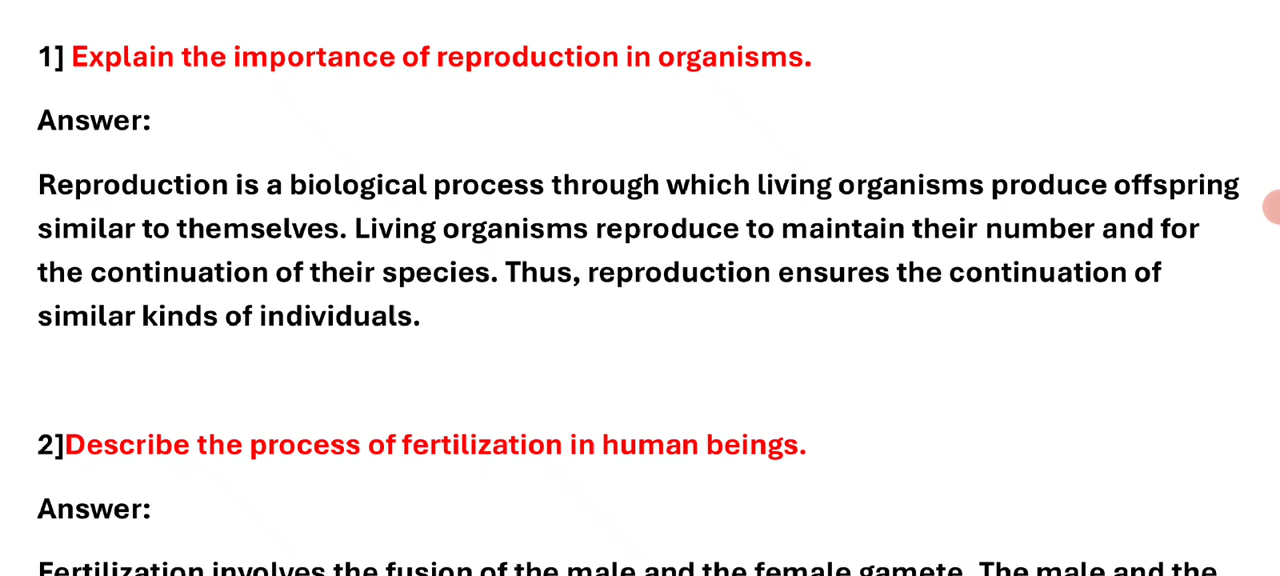 1] Explain the importance of reproduction in organisms.
Answer:
Reproduction is a biological process through which living organisms produce offspring
similar to themselves. Living organisms reproduce to maintain their number and for
the continuation of their species. Thus, reproduction ensures the continuation of
similar kinds of individuals.
2]Describe the process of fertilization in human beings.
Answer:
Fertilization involves the fusion of the male and the female gamete. The male and the